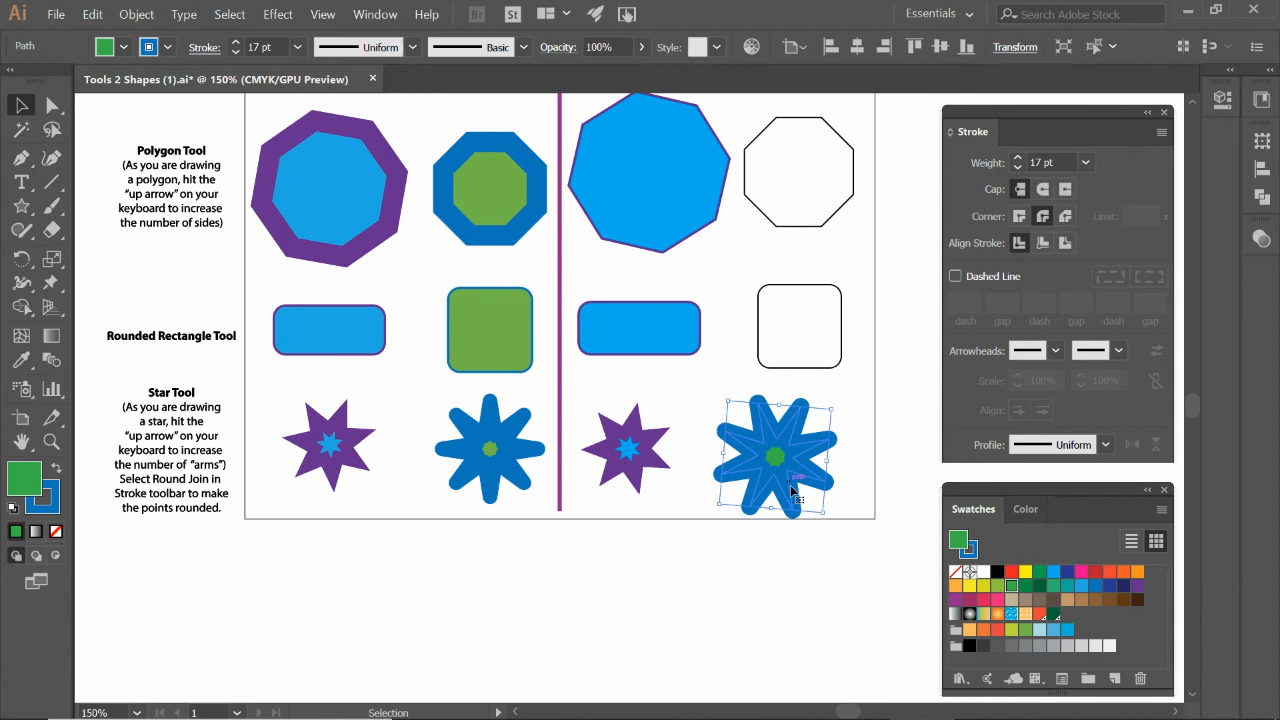 Ai File Edit Object Type Select Effect View Window Help Br St Essentials Search Adobe Stock
Path Stroke: 17 pt Uniform Basic Opacity: 100% Style: Transform
Tools 2 Shapes (1).ai* @ 150% (CMYK/GPU Preview)
Polygon Tool
(As you are drawing
a polygon, hit the
"up arrow" on your
keyboard to increase
the number of sides)
Rounded Rectangle Tool
Star Tool
(As you are drawing
a star, hit the
"up arrow" on your
keyboard to increase
the number of "arms")
Select Round Join in
Stroke toolbar to make
the points rounded.
path
Stroke
Weight: 17 pt
Cap:
Corner: Limit: x
Align Stroke:
Dashed Line
dash gap dash gap dash gap
Arrowheads:
Scale: 100% 100%
Align:
Profile: Uniform
Swatches Color
150% 1 Selection